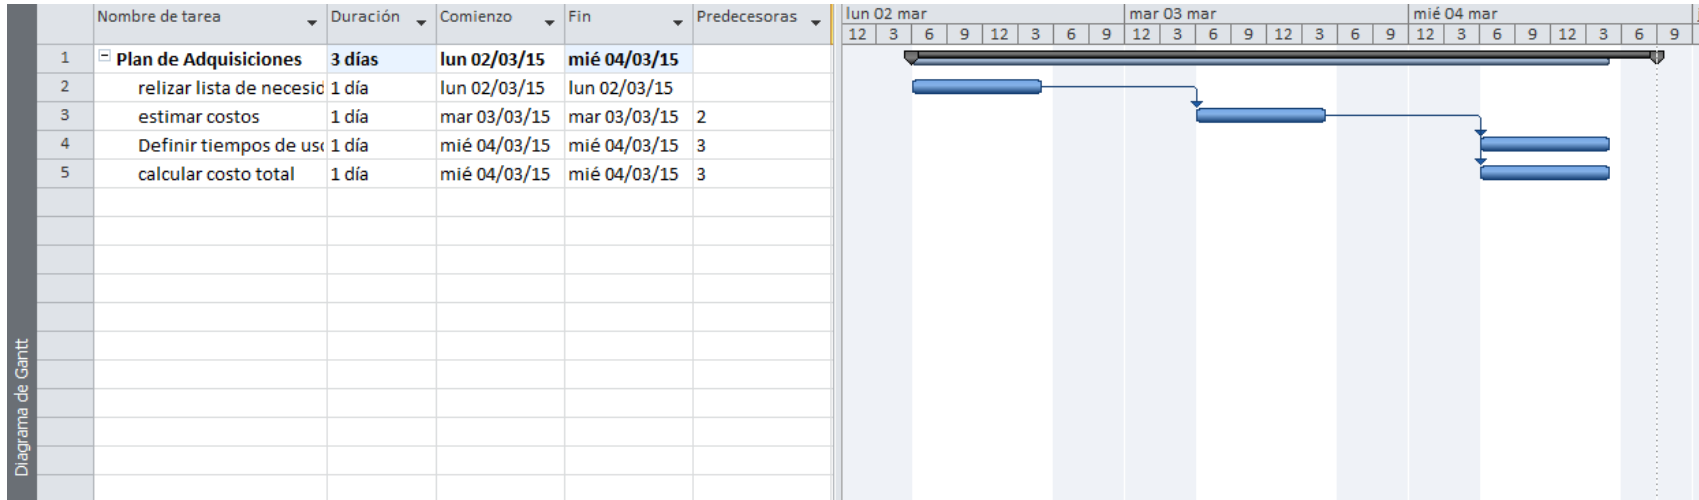 Nombre de tarea Duración Comienzo Fin Predecesoras lun 02 mar mar 03 mar mié 04 mar
12 3 6 9 12 3 6 9 12 3 6 9 12 3 6 9 12 3 6 9 12 3 6 9
1 Plan de Adquisiciones 3 días lun 02/03/15 mié 04/03/15
2 relizar lista de necesid 1 día lun 02/03/15 lun 02/03/15
3 estimar costos 1 día mar 03/03/15 mar 03/03/15 2
4 Definir tiempos de uso 1 día mié 04/03/15 mié 04/03/15 3
5 calcular costo total 1 día mié 04/03/15 mié 04/03/15 3
Diagrama de Gantt